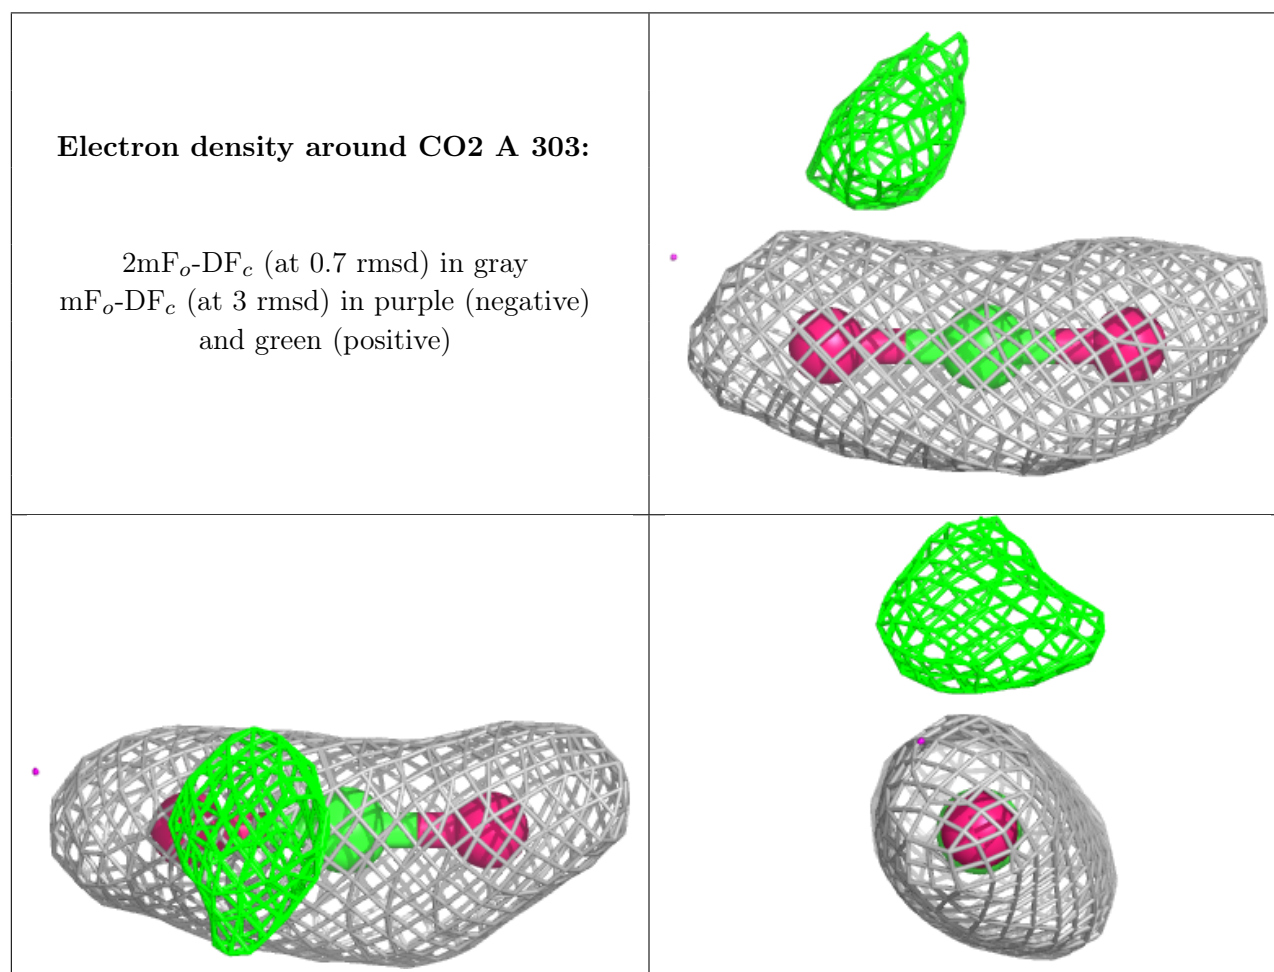 Electron density around CO2 A 303:
2mFo-DFc (at 0.7 rmsd) in gray
mFo-DFc (at 3 rmsd) in purple (negative)
and green (positive)